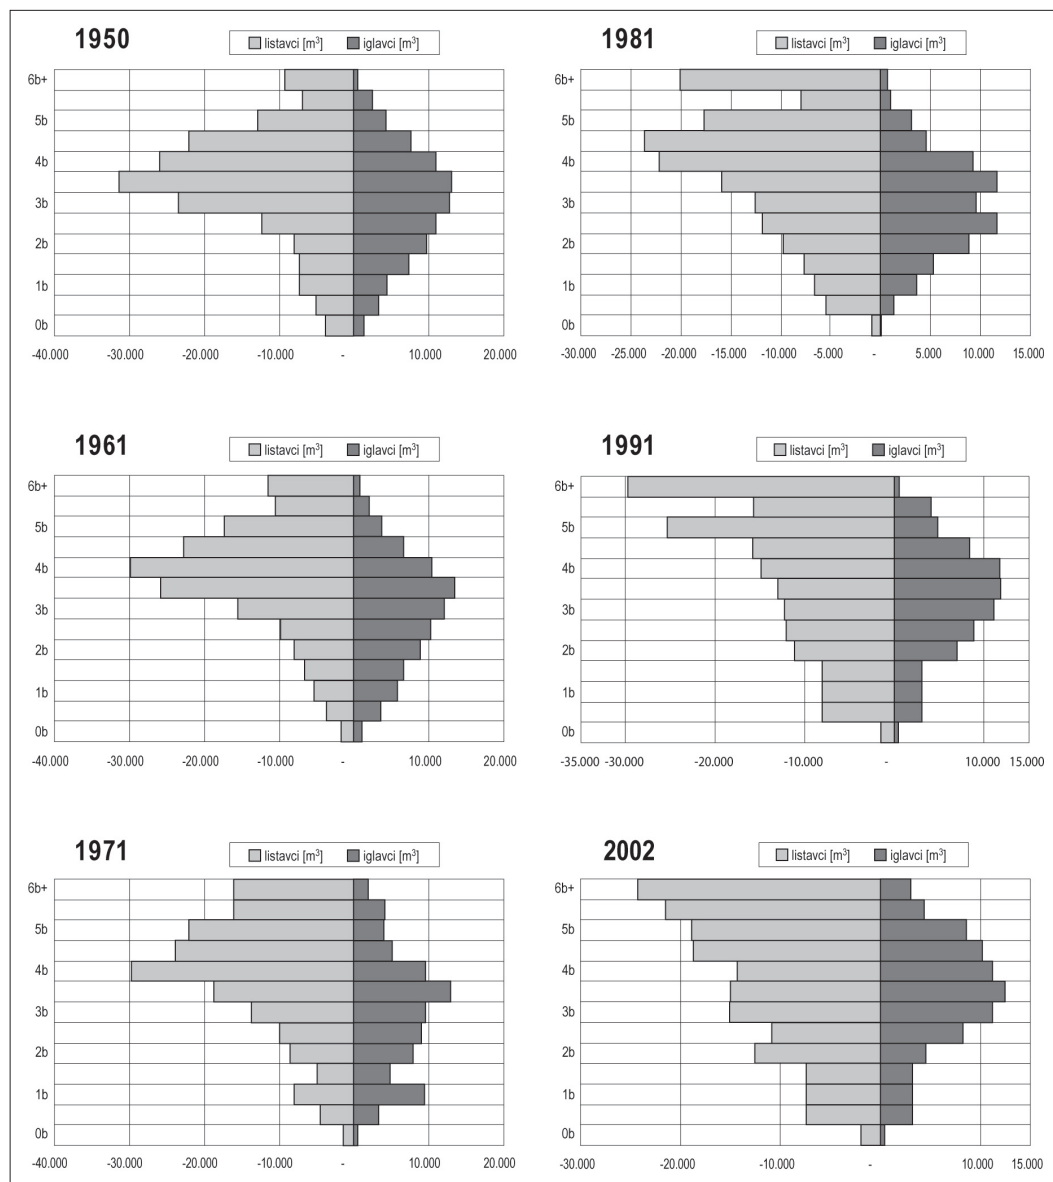 1950
listavci [m³] iglavci [m³]
6b+
5b
4b
3b
2b
1b
0b
-40.000 -30.000 -20.000 -10.000 - 10.000 20.000
1981
listavci [m³] iglavci [m³]
6b+
5b
4b
3b
2b
1b
0b
-30.000 -25.000 -20.000 -15.000 -10.000 -5.000 - 5.000 10.000 15.000
1961
listavci [m³] iglavci [m³]
6b+
5b
4b
3b
2b
1b
0b
-40.000 -30.000 -20.000 -10.000 - 10.000 20.000
1991
listavci [m³] iglavci [m³]
6b+
5b
4b
3b
2b
1b
0b
-35.000 -30.000 -20.000 -10.000 - 10.000 15.000
1971
listavci [m³] iglavci [m³]
6b+
5b
4b
3b
2b
1b
0b
-40.000 -30.000 -20.000 -10.000 - 10.000 20.000
2002
listavci [m³] iglavci [m³]
6b+
5b
4b
3b
2b
1b
0b
-30.000 -20.000 -10.000 - 10.000 15.000